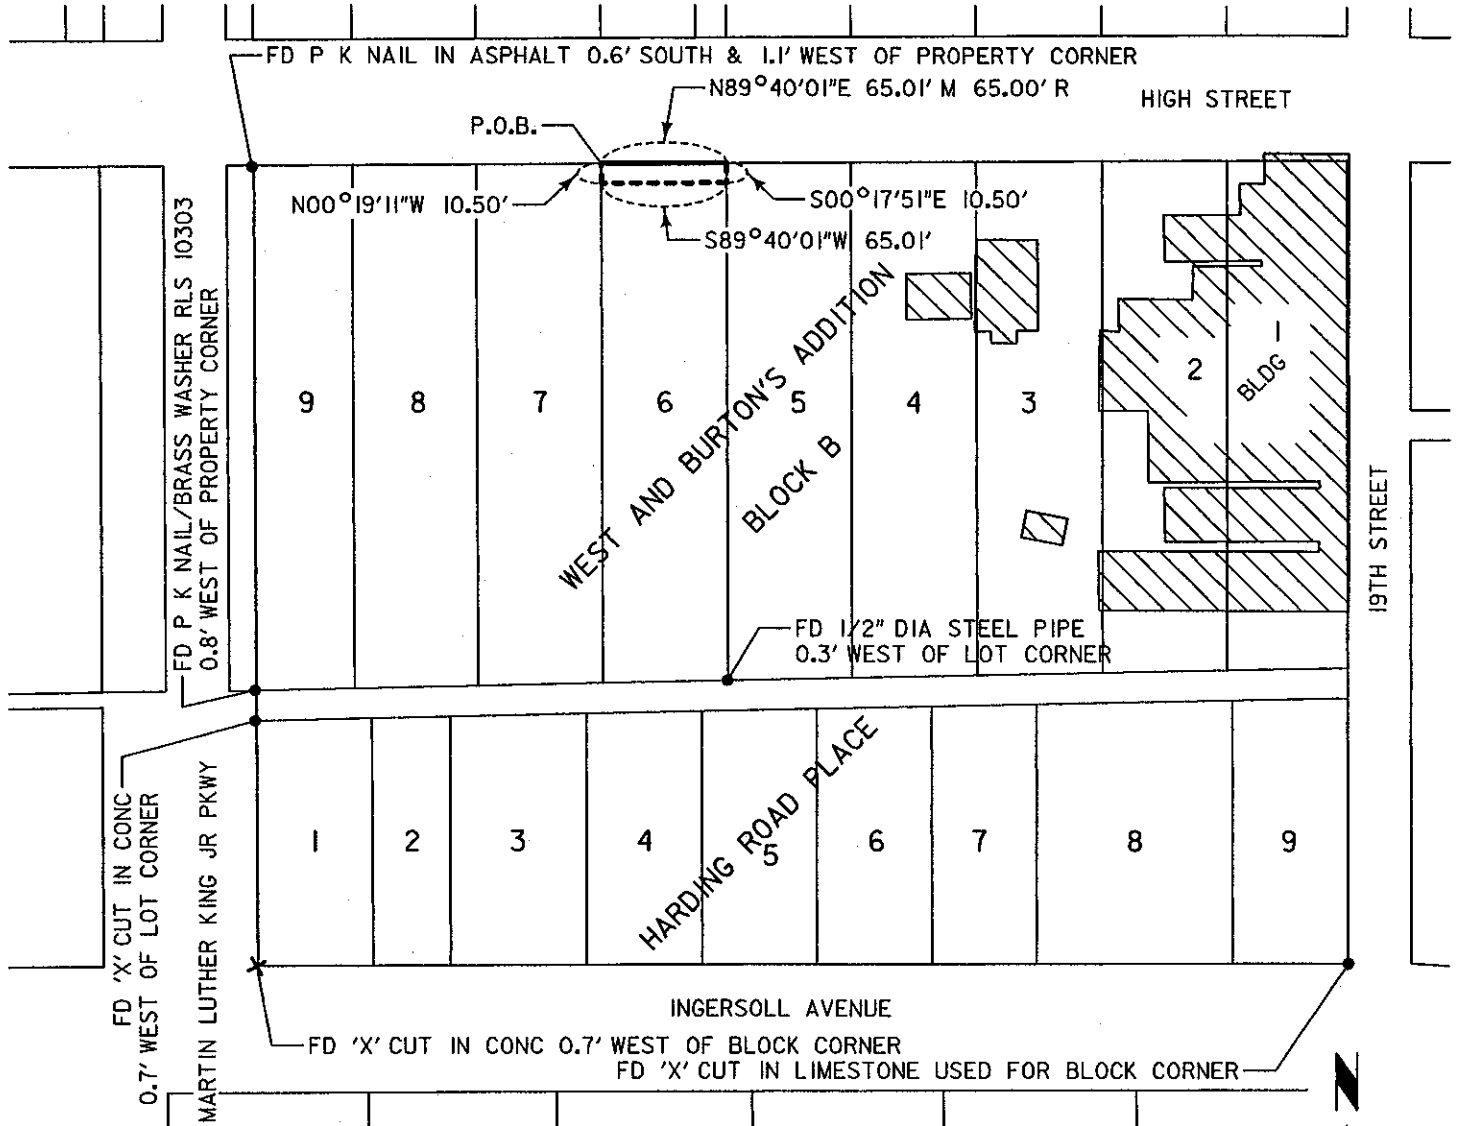 FD P K NAIL IN ASPHALT 0.6' SOUTH & 1.1' WEST OF PROPERTY CORNER
N89°40'01"E 65.01' M 65.00' R
HIGH STREET
P.O.B.
N00°19'11"W 10.50'
S00°17'51"E 10.50'
S89°40'01"W 65.01'
FD P K NAIL/BRASS WASHER RLS 10303
0.8' WEST OF PROPERTY CORNER
9
8
7
6
5
4
3
2
1
BLDG
WEST AND BURTON'S ADDITION
BLOCK B
19TH STREET
FD 1/2" DIA STEEL PIPE
0.3' WEST OF LOT CORNER
FD 'X' CUT IN CONC
0.7' WEST OF LOT CORNER
MARTIN LUTHER KING JR PKWY
1
2
3
4
5
6
7
8
9
HARDING ROAD PLACE
INGERSOLL AVENUE
FD 'X' CUT IN CONC 0.7' WEST OF BLOCK CORNER
FD 'X' CUT IN LIMESTONE USED FOR BLOCK CORNER
N